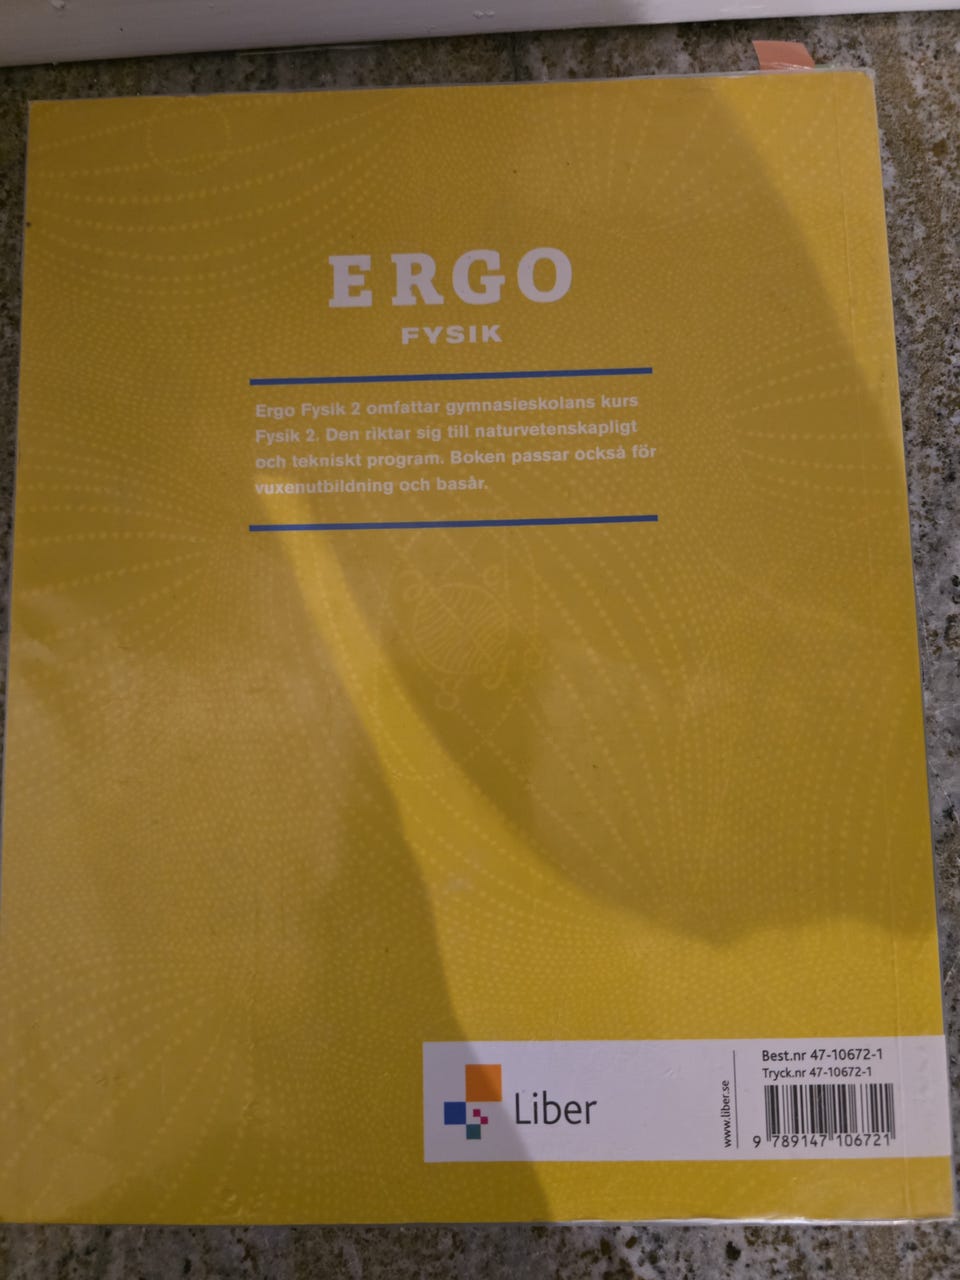 ERGO
FYSIK
Ergo Fysik 2 omfattar gymnasieskolans kurs
Fysik 2. Den riktar sig till naturvetenskapligt
och tekniskt program. Boken passar också för
vuxenutbildning och basår.
Liber
www.liber.se
Best.nr 47-10672-1
Tryck.nr 47-10672-1
9 789147 106721